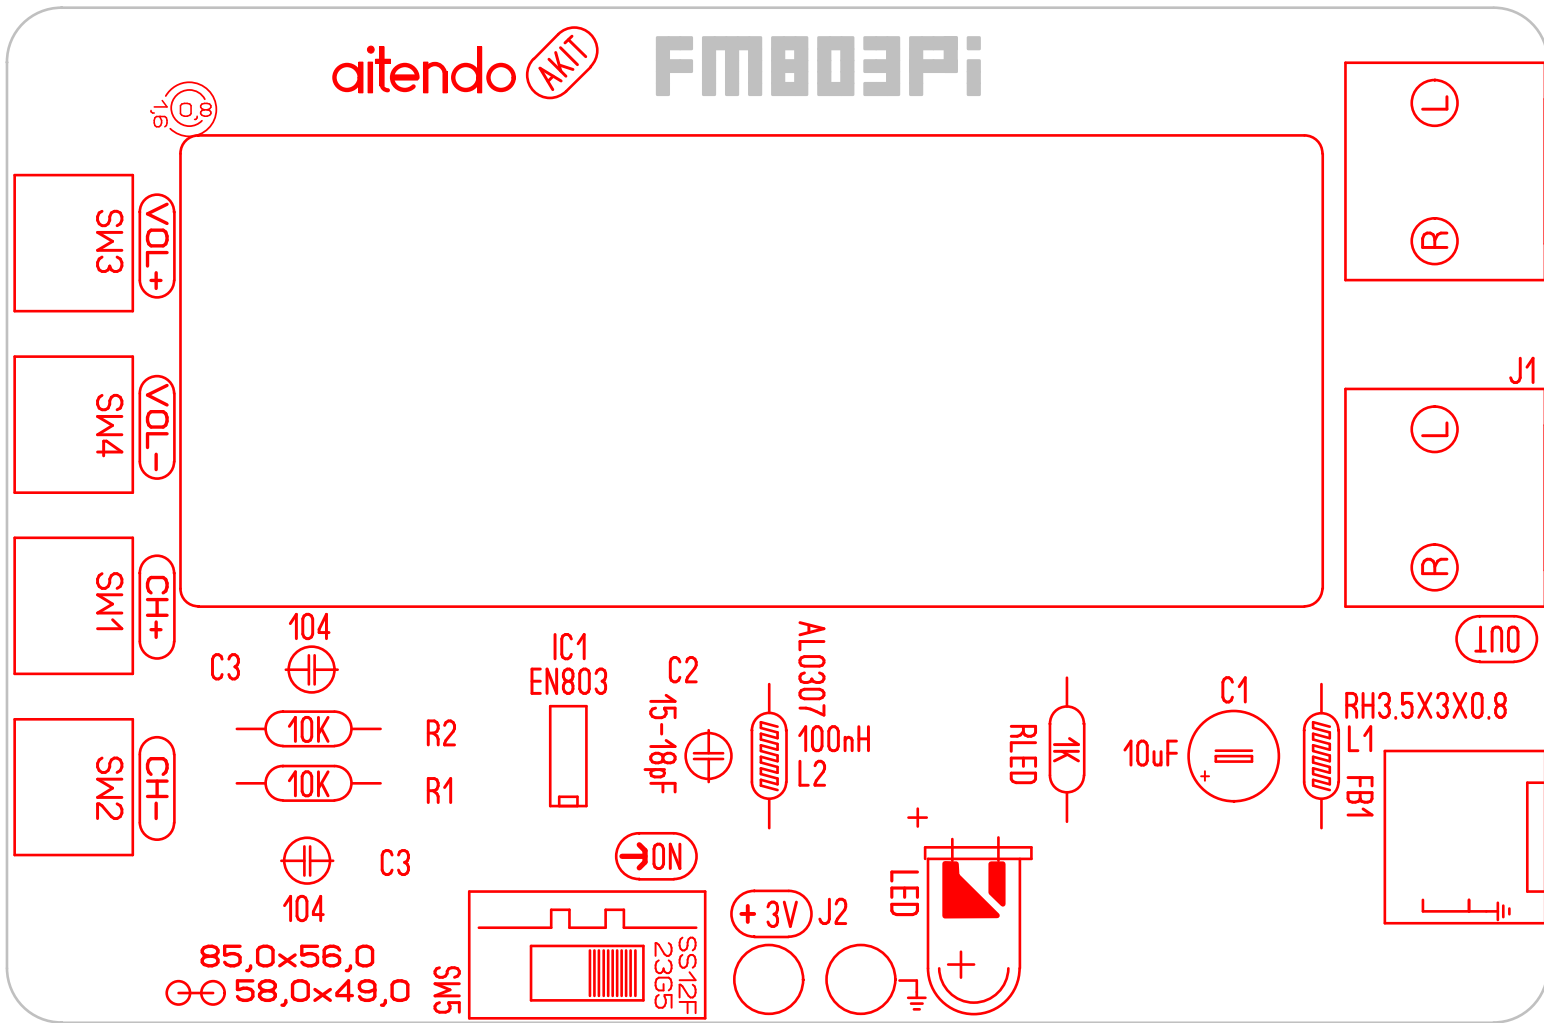 aitendo
AKIT
FM803Pi
1,6
0,8
L
R
SW3
VOL+
SW4
VOL-
J1
L
R
SW1
CH+
OUT
104
C3
IC1
EN803
C2
15-18pF
AL0307
100nH
L2
10K
R2
10K
R1
SW2
CH-
RLED
1K
C1
10uF
+
RH3.5X3X0.8
L1
FB1
C3
104
→ON
+
LED
+ 3V
J2
+
SW5
SS12F
23G5
85,0x56,0
58,0x49,0